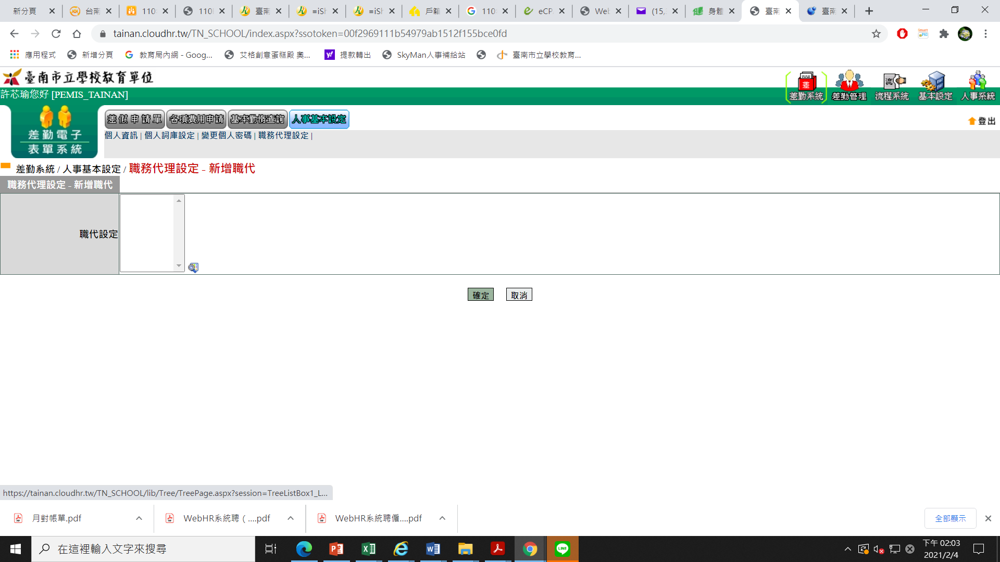 新分頁
台南
110
110
臺南
≡iSh
≡iSh
戶籍
110
eCP
Web
(15,
身體
臺南
臺南
tainan.cloudhr.tw/TN_SCHOOL/index.aspx?ssotoken=00f2969111b54979ab1512f155bce0fd
應用程式
新增分頁
教育局內網 - Goog...
艾格創意蛋糕殿 奧...
提款轉出
SkyMan人事補給站
臺南市立學校教育...
臺南市立學校教育單位
許芯瑜您好 [PEMIS_TAINAN]
差勤系統
差勤管理
流程系統
基本設定
人事系統
差勤電子
表單系統
差假申請單
各項費用申請
基本勤惰查詢
人事基本設定
登出
個人資訊 | 個人詞庫設定 | 變更個人密碼 | 職務代理設定 |
差勤系統 / 人事基本設定 / 職務代理設定 - 新增職代
職務代理設定 - 新增職代
職代設定
確定
取消
https://tainan.cloudhr.tw/TN_SCHOOL/lib/Tree/TreePage.aspx?session=TreeListBox1_L...
月對帳單.pdf
WebHR系統聘（....pdf
WebHR系統聘僱....pdf
全部顯示
在這裡輸入文字來搜尋
下午 02:03
2021/2/4